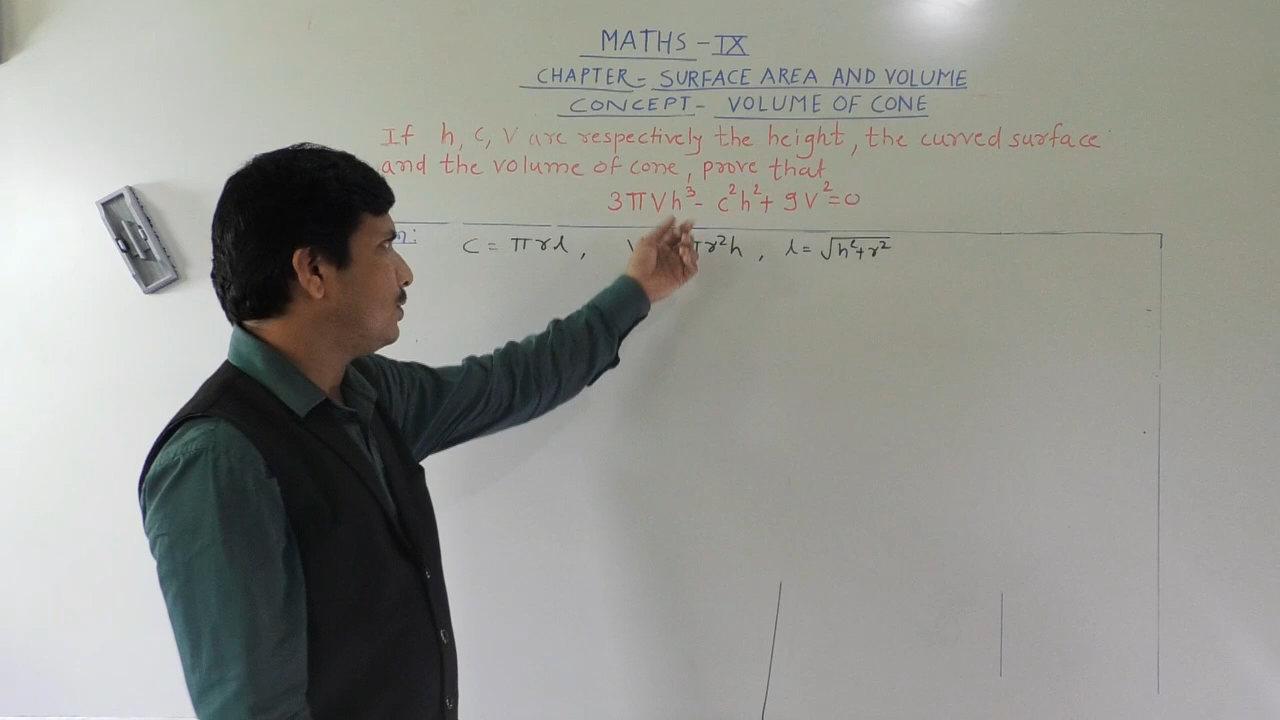 MATHS - IX
CHAPTER - SURFACE AREA AND VOLUME
CONCEPT - VOLUME OF CONE
If h, c, V are respectively the height, the curved surface
and the volume of cone, prove that
3πVh³ - c²h² + 9V² = 0
C = πrl, πr²h, l = √h²+r²